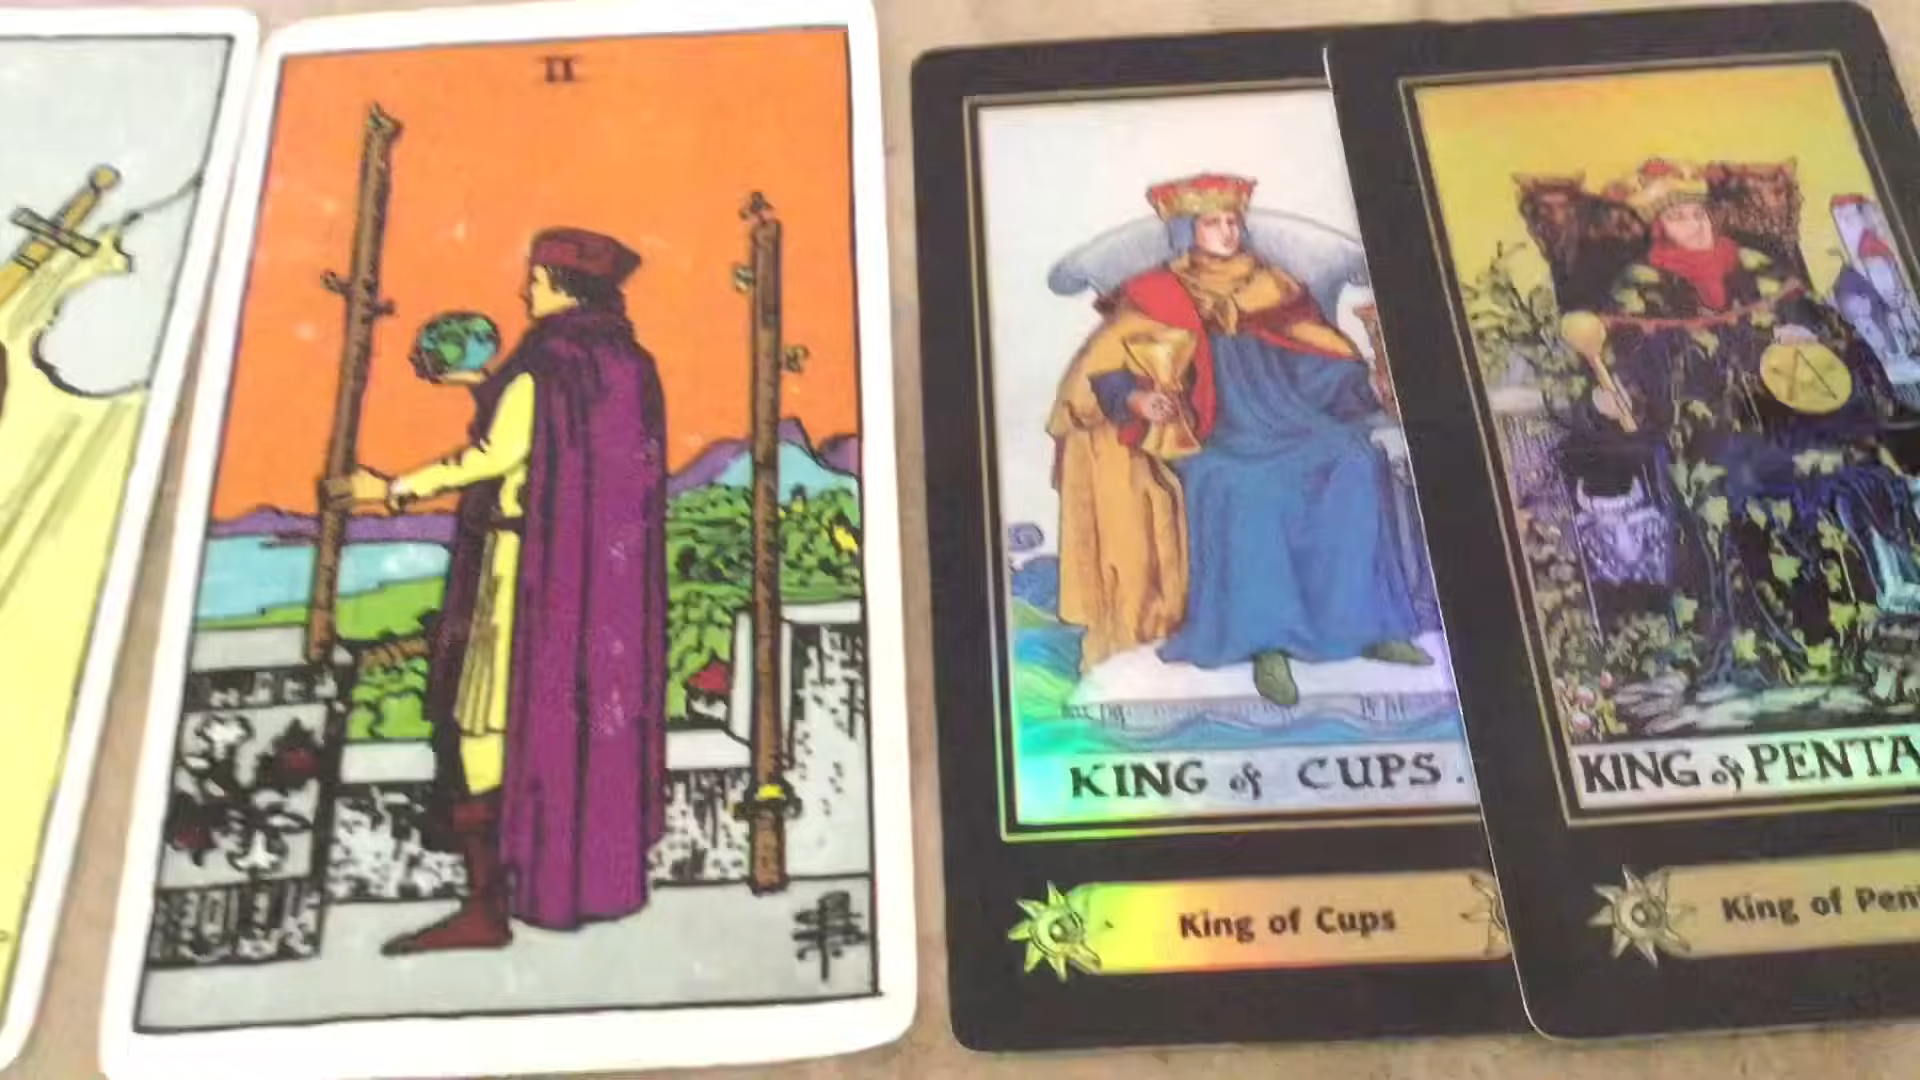 II
KING of CUPS.
KING of PENTA
King of Cups
King of Pen